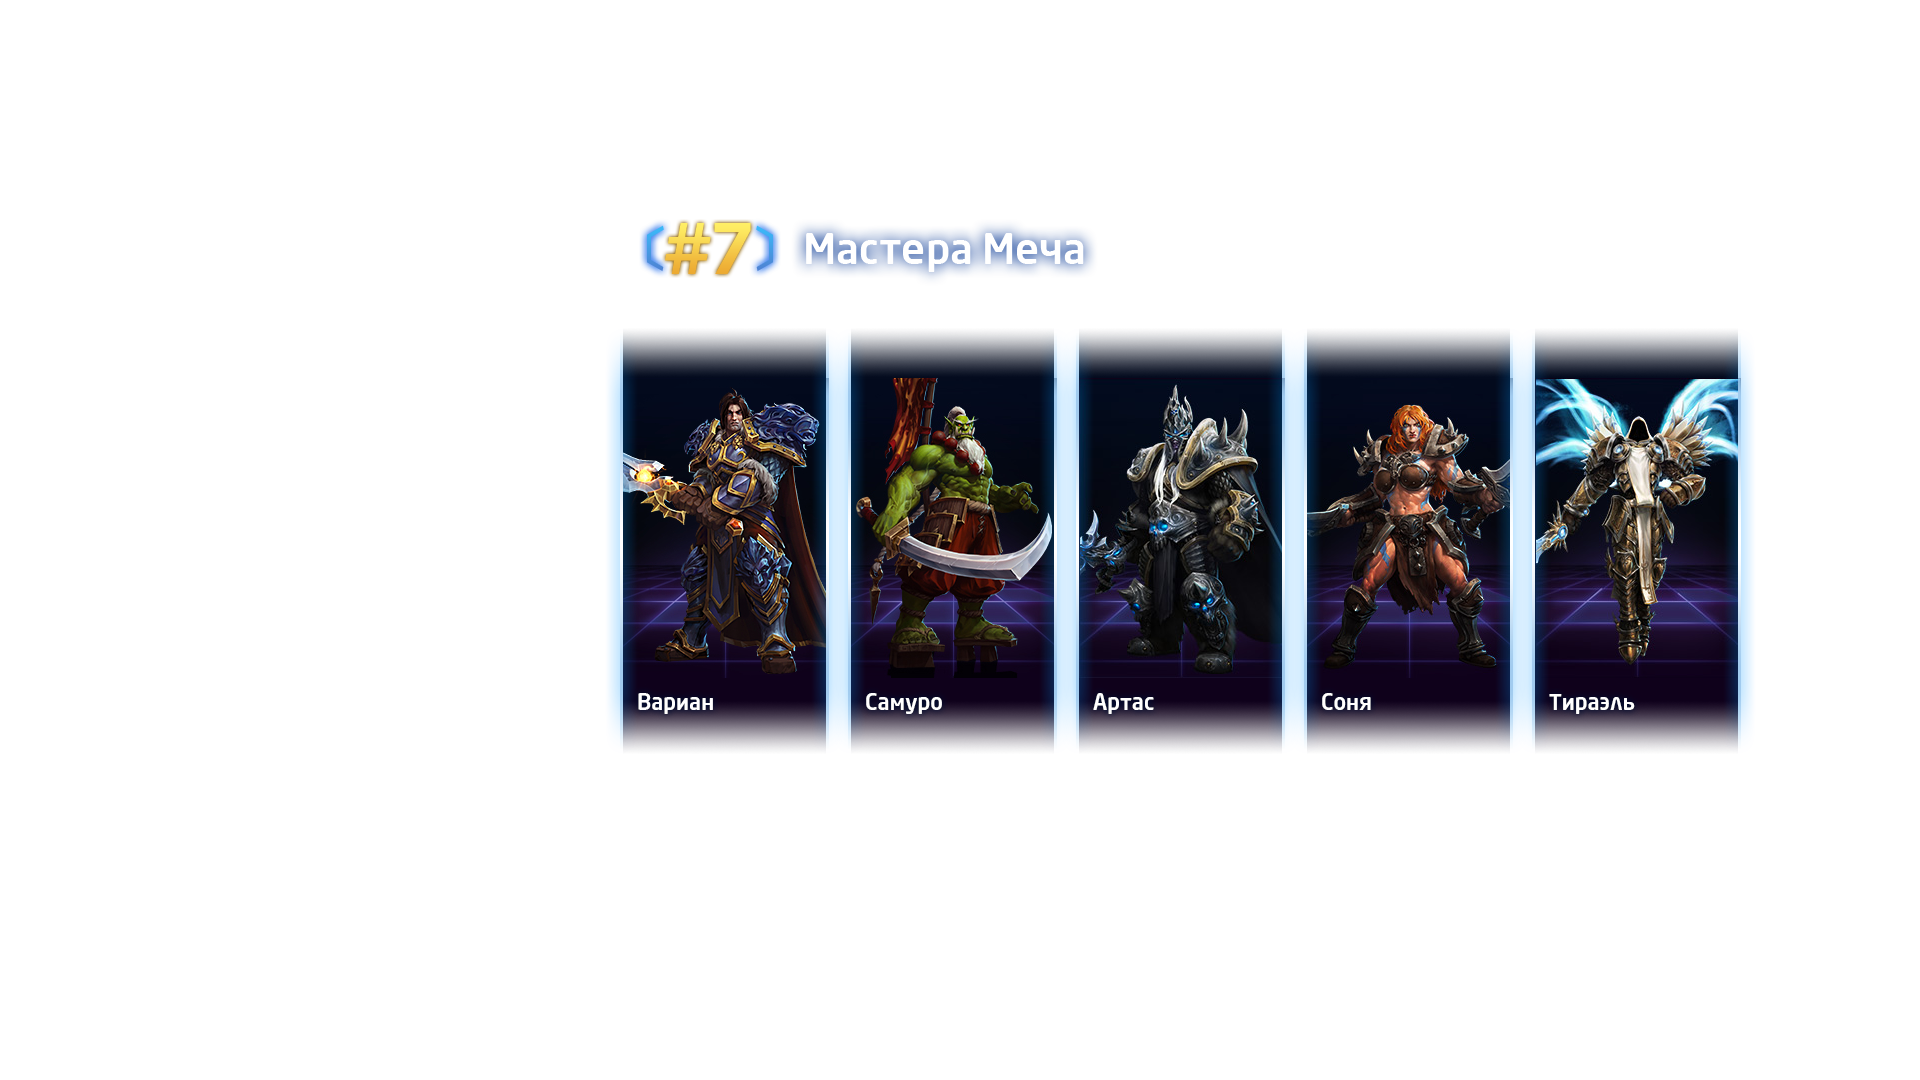 #7 Мастера Меча
Вариан
Самуро
Артас
Соня
Тираэль